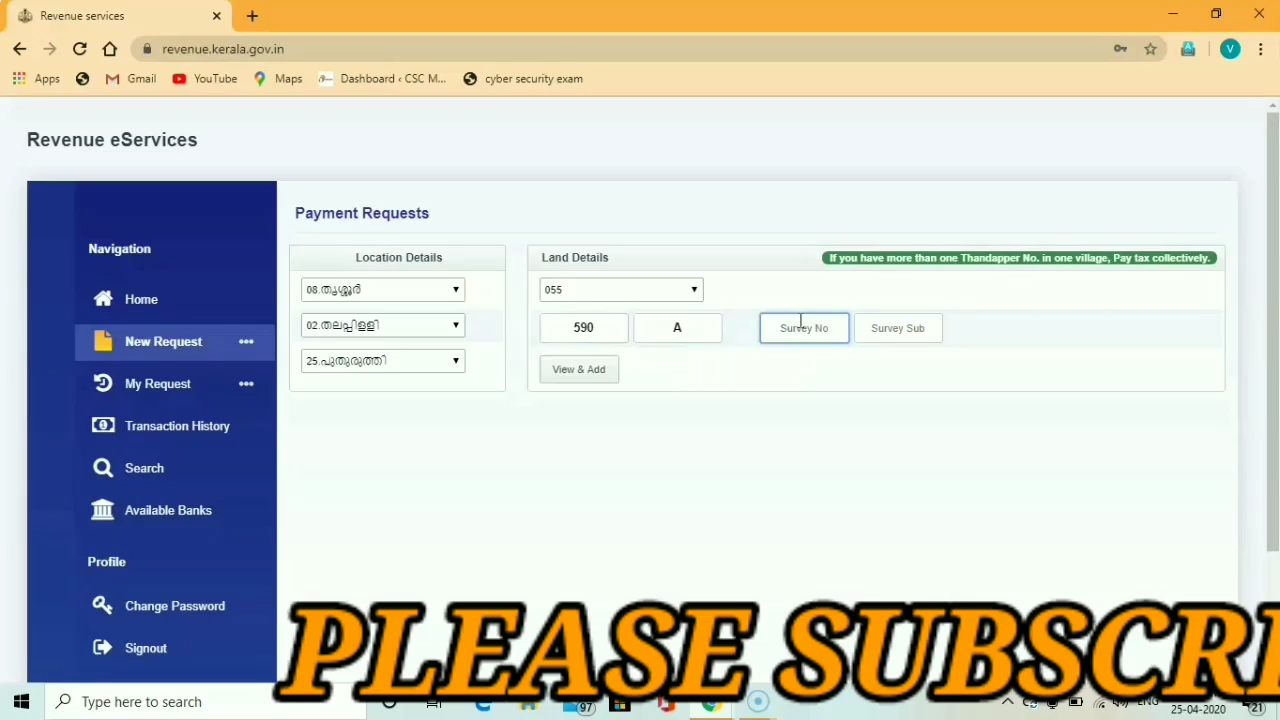 Revenue services
revenue.kerala.gov.in
V
Apps
Gmail
YouTube
Maps
Dashboard ‹ CSC M...
cyber security exam
Revenue eServices
Navigation
Home
New Request
My Request
Transaction History
Search
Available Banks
Profile
Change Password
Signout
Payment Requests
Location Details
08.തൃശ്ശൂർ
02.തലപ്പിള്ളി
25.പുതുരുത്തി
Land Details
If you have more than one Thandapper No. in one village, Pay tax collectively.
055
590
A
Survey No
Survey Sub
View & Add
PLEASE SUBSCRI
Type here to search
97
ENG
25-04-2020
21